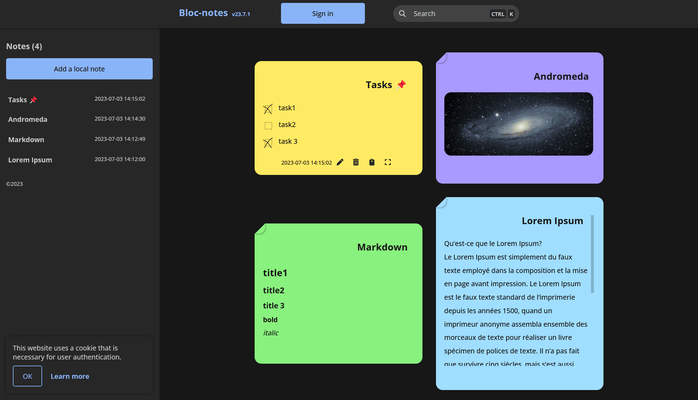 Bloc-notes v23.7.1
Sign in
Search CTRL K
Notes (4)
Add a local note
Tasks 📌 2023-07-03 14:15:02
Andromeda 2023-07-03 14:14:30
Markdown 2023-07-03 14:12:49
Lorem Ipsum 2023-07-03 14:12:00
©2023
This website uses a cookie that is
necessary for user authentication.
OK Learn more
Tasks 📌
task1
task2
task 3
2023-07-03 14:15:02
Andromeda
Markdown
title1
title2
title 3
bold
italic
Lorem Ipsum
Qu'est-ce que le Lorem Ipsum?
Le Lorem Ipsum est simplement du faux
texte employé dans la composition et la mise
en page avant impression. Le Lorem Ipsum
est le faux texte standard de l'imprimerie
depuis les années 1500, quand un
imprimeur anonyme assembla ensemble des
morceaux de texte pour réaliser un livre
spécimen de polices de texte. Il n'a pas fait
que survivre cinq siècles, mais s'est aussi